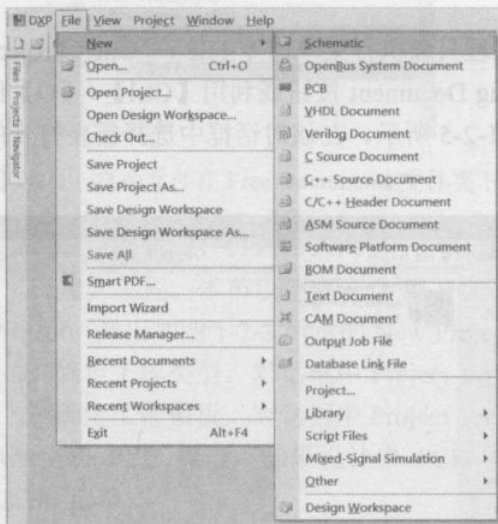 DXP File View Project Window Help
Files Projects Navigator
New
Open... Ctrl+O
Open Project...
Open Design Workspace...
Check Out...
Save Project
Save Project As...
Save Design Workspace
Save Design Workspace As...
Save All
Smart PDF...
Import Wizard
Release Manager...
Recent Documents
Recent Projects
Recent Workspaces
Exit Alt+F4
Schematic
OpenBus System Document
PCB
VHDL Document
Verilog Document
C Source Document
C++ Source Document
C/C++ Header Document
ASM Source Document
Software Platform Document
BOM Document
Text Document
CAM Document
Output Job File
Database Link File
Project...
Library
Script Files
Mixed-Signal Simulation
Other
Design Workspace